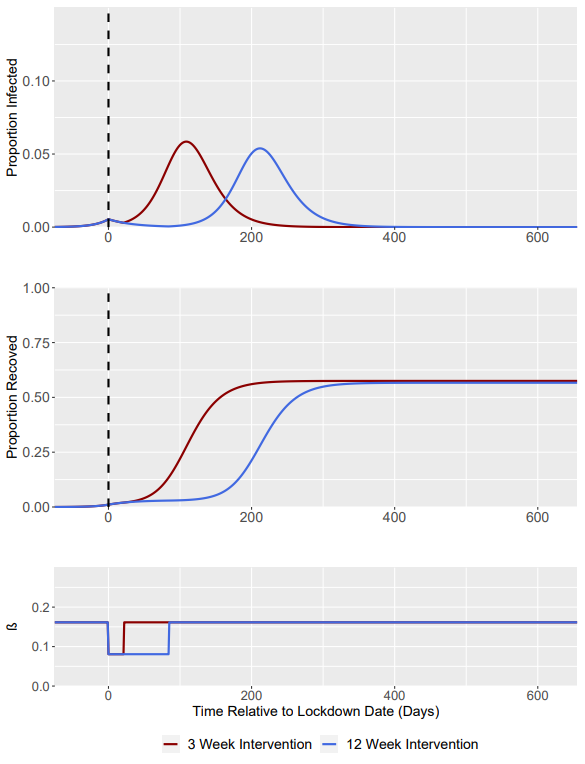 Proportion Infected
0.10
0.05
0.00
0 200 400 600
Proportion Recoved
1.00
0.75
0.50
0.25
0.00
0 200 400 600
ß
0.2
0.1
0.0
0 200 400 600
Time Relative to Lockdown Date (Days)
3 Week Intervention 12 Week Intervention